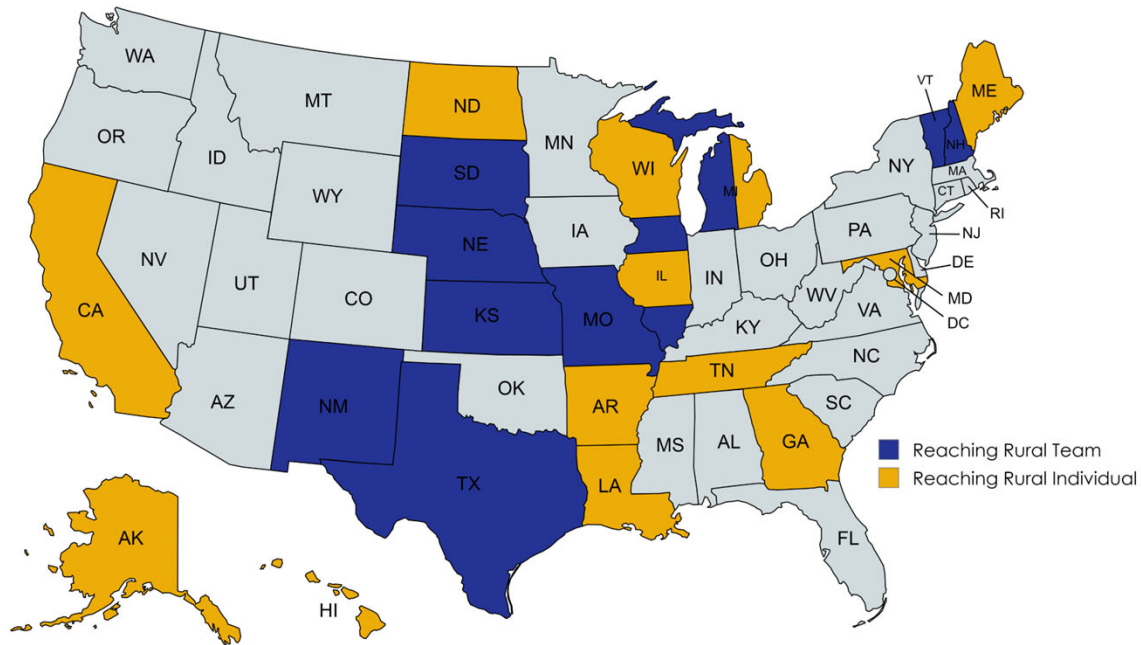 WA
MT
ND
MN
VT
ME
OR
ID
SD
WI
NH
MI
NY
MA
WY
CT
RI
NE
IA
PA
NJ
NV
UT
CO
IL
IN
OH
DE
CA
KS
MO
WV
VA
MD
DC
KY
NC
AZ
NM
OK
AR
TN
SC
MS
AL
GA
TX
LA
FL
Reaching Rural Team
Reaching Rural Individual
AK
HI